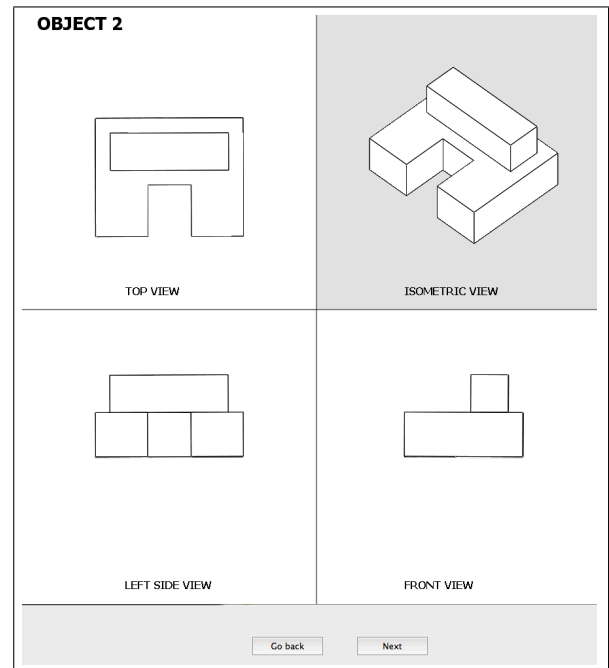 OBJECT 2
TOP VIEW
ISOMETRIC VIEW
LEFT SIDE VIEW
FRONT VIEW
Go back
Next